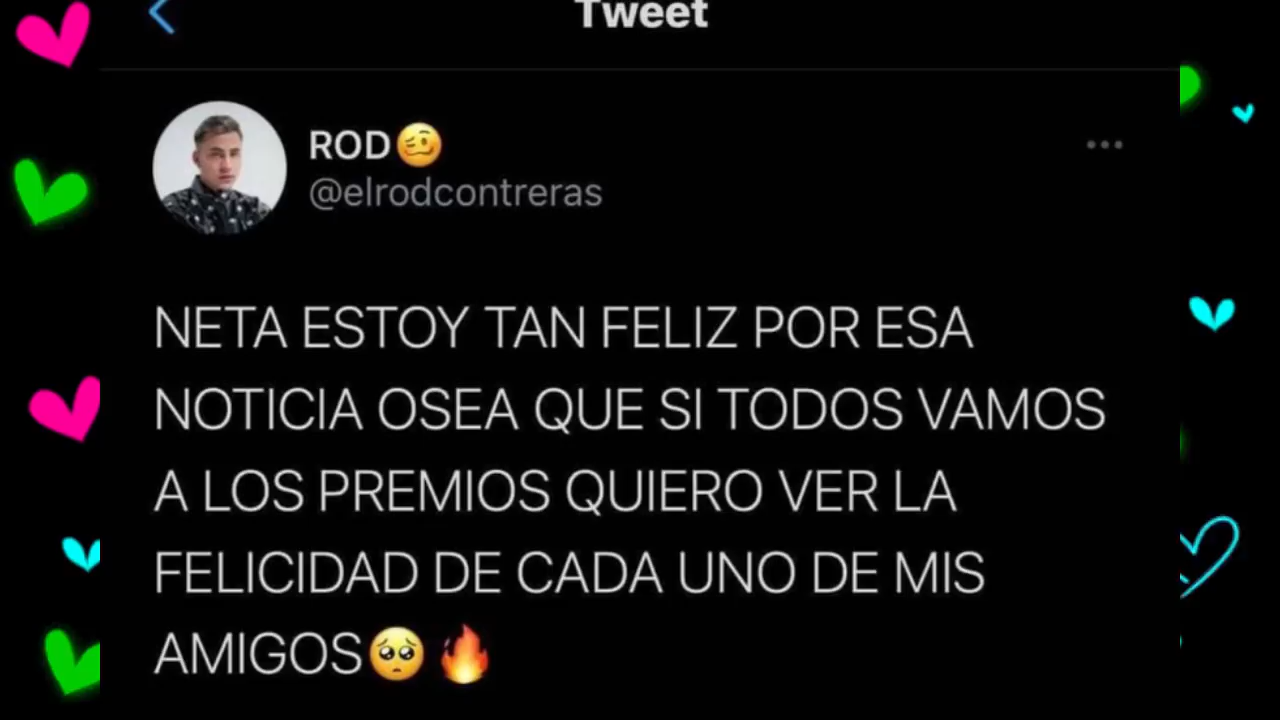 Tweet
ROD🥴
@elrodcontreras
NETA ESTOY TAN FELIZ POR ESA
NOTICIA OSEA QUE SI TODOS VAMOS
A LOS PREMIOS QUIERO VER LA
FELICIDAD DE CADA UNO DE MIS
AMIGOS🥺🔥